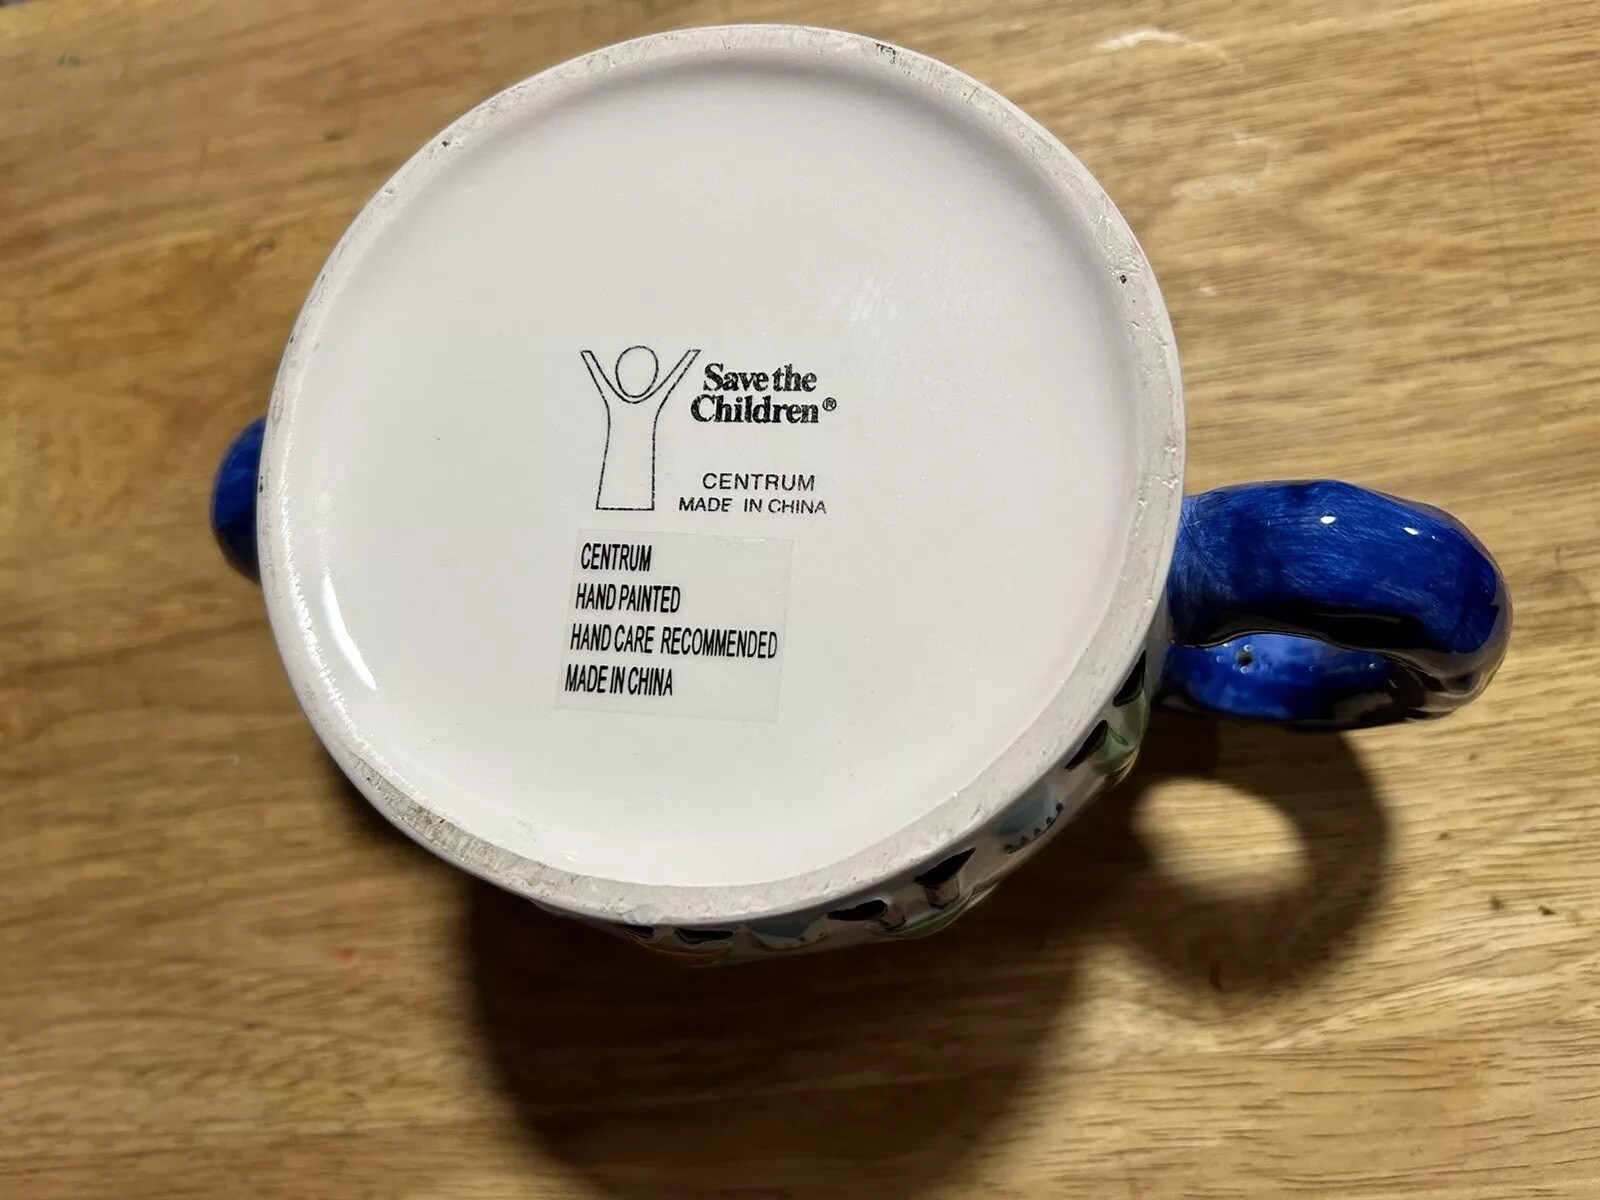 Save the
Children®
CENTRUM
MADE IN CHINA
CENTRUM
HAND PAINTED
HAND CARE RECOMMENDED
MADE IN CHINA